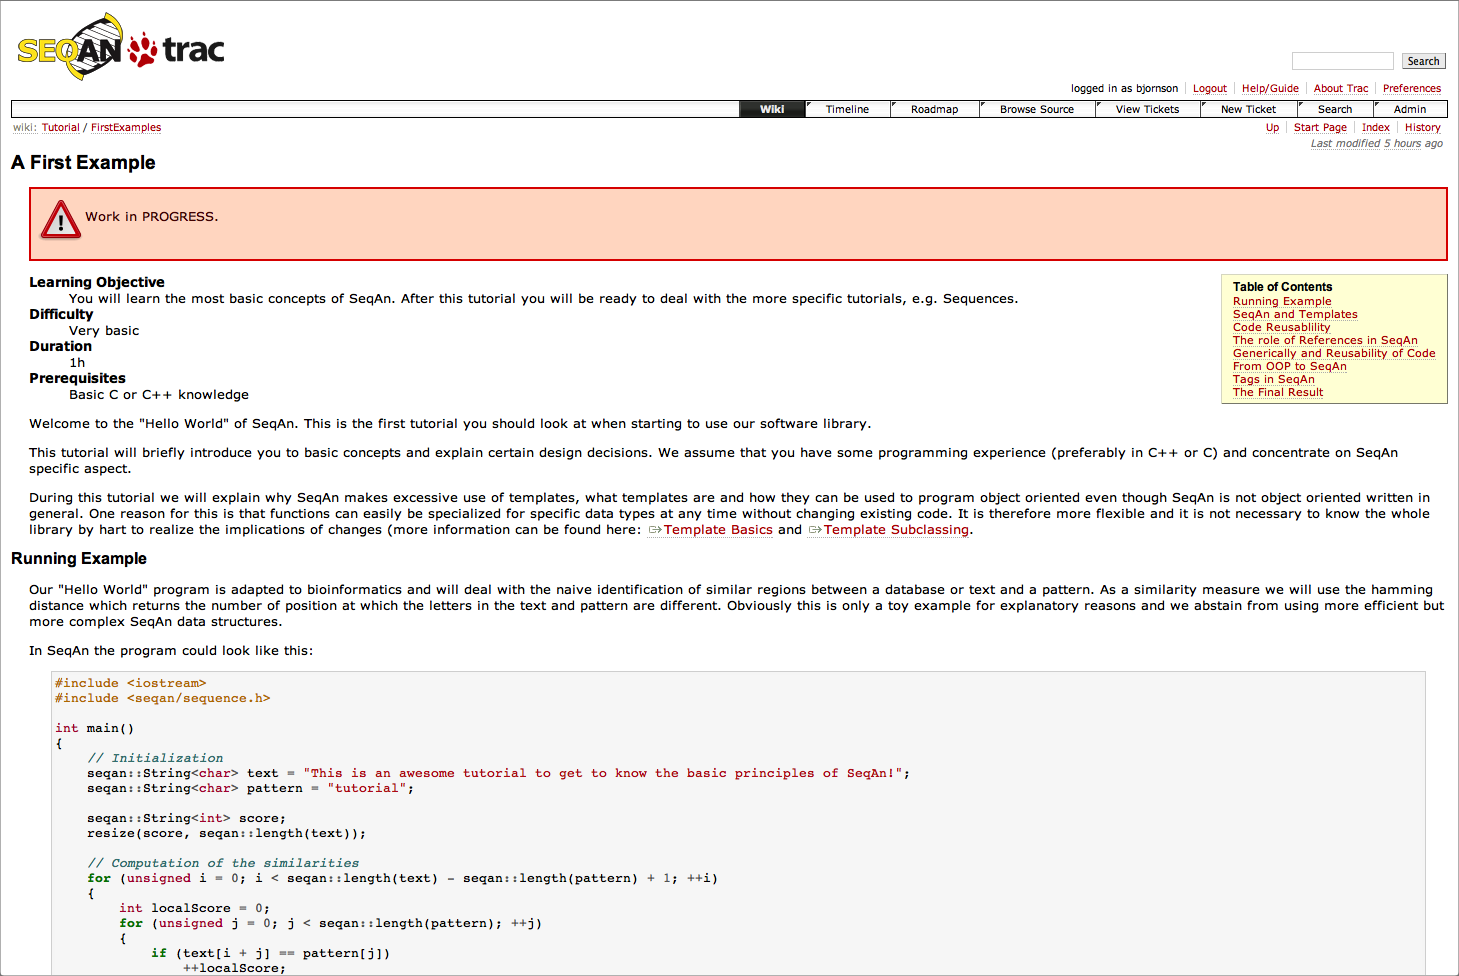 SEQAN trac
Search
logged in as bjornson Logout Help/Guide About Trac Preferences
Wiki Timeline Roadmap Browse Source View Tickets New Ticket Search Admin
wiki: Tutorial / FirstExamples
Up Start Page Index History
Last modified 5 hours ago
A First Example
Work in PROGRESS.
Learning Objective
You will learn the most basic concepts of SeqAn. After this tutorial you will be ready to deal with the more specific tutorials, e.g. Sequences.
Difficulty
Very basic
Duration
1h
Prerequisites
Basic C or C++ knowledge
Table of Contents
Running Example
SeqAn and Templates
Code Reusablility
The role of References in SeqAn
Generically and Reusability of Code
From OOP to SeqAn
Tags in SeqAn
The Final Result
Welcome to the "Hello World" of SeqAn. This is the first tutorial you should look at when starting to use our software library.
This tutorial will briefly introduce you to basic concepts and explain certain design decisions. We assume that you have some programming experience (preferably in C++ or C) and concentrate on SeqAn
specific aspect.
During this tutorial we will explain why SeqAn makes excessive use of templates, what templates are and how they can be used to program object oriented even though SeqAn is not object oriented written in
general. One reason for this is that functions can easily be specialized for specific data types at any time without changing existing code. It is therefore more flexible and it is not necessary to know the whole
library by hart to realize the implications of changes (more information can be found here: Template Basics and Template Subclassing.
Running Example
Our "Hello World" program is adapted to bioinformatics and will deal with the naive identification of similar regions between a database or text and a pattern. As a similarity measure we will use the hamming
distance which returns the number of position at which the letters in the text and pattern are different. Obviously this is only a toy example for explanatory reasons and we abstain from using more efficient but
more complex SeqAn data structures.
In SeqAn the program could look like this:
#include <iostream>
#include <seqan/sequence.h>
int main()
{
// Initialization
seqan::String<char> text = "This is an awesome tutorial to get to know the basic principles of SeqAn!";
seqan::String<char> pattern = "tutorial";
seqan::String<int> score;
resize(score, seqan::length(text));
// Computation of the similarities
for (unsigned i = 0; i < seqan::length(text) - seqan::length(pattern) + 1; ++i)
{
int localScore = 0;
for (unsigned j = 0; j < seqan::length(pattern); ++j)
{
if (text[i + j] == pattern[j])
++localScore;